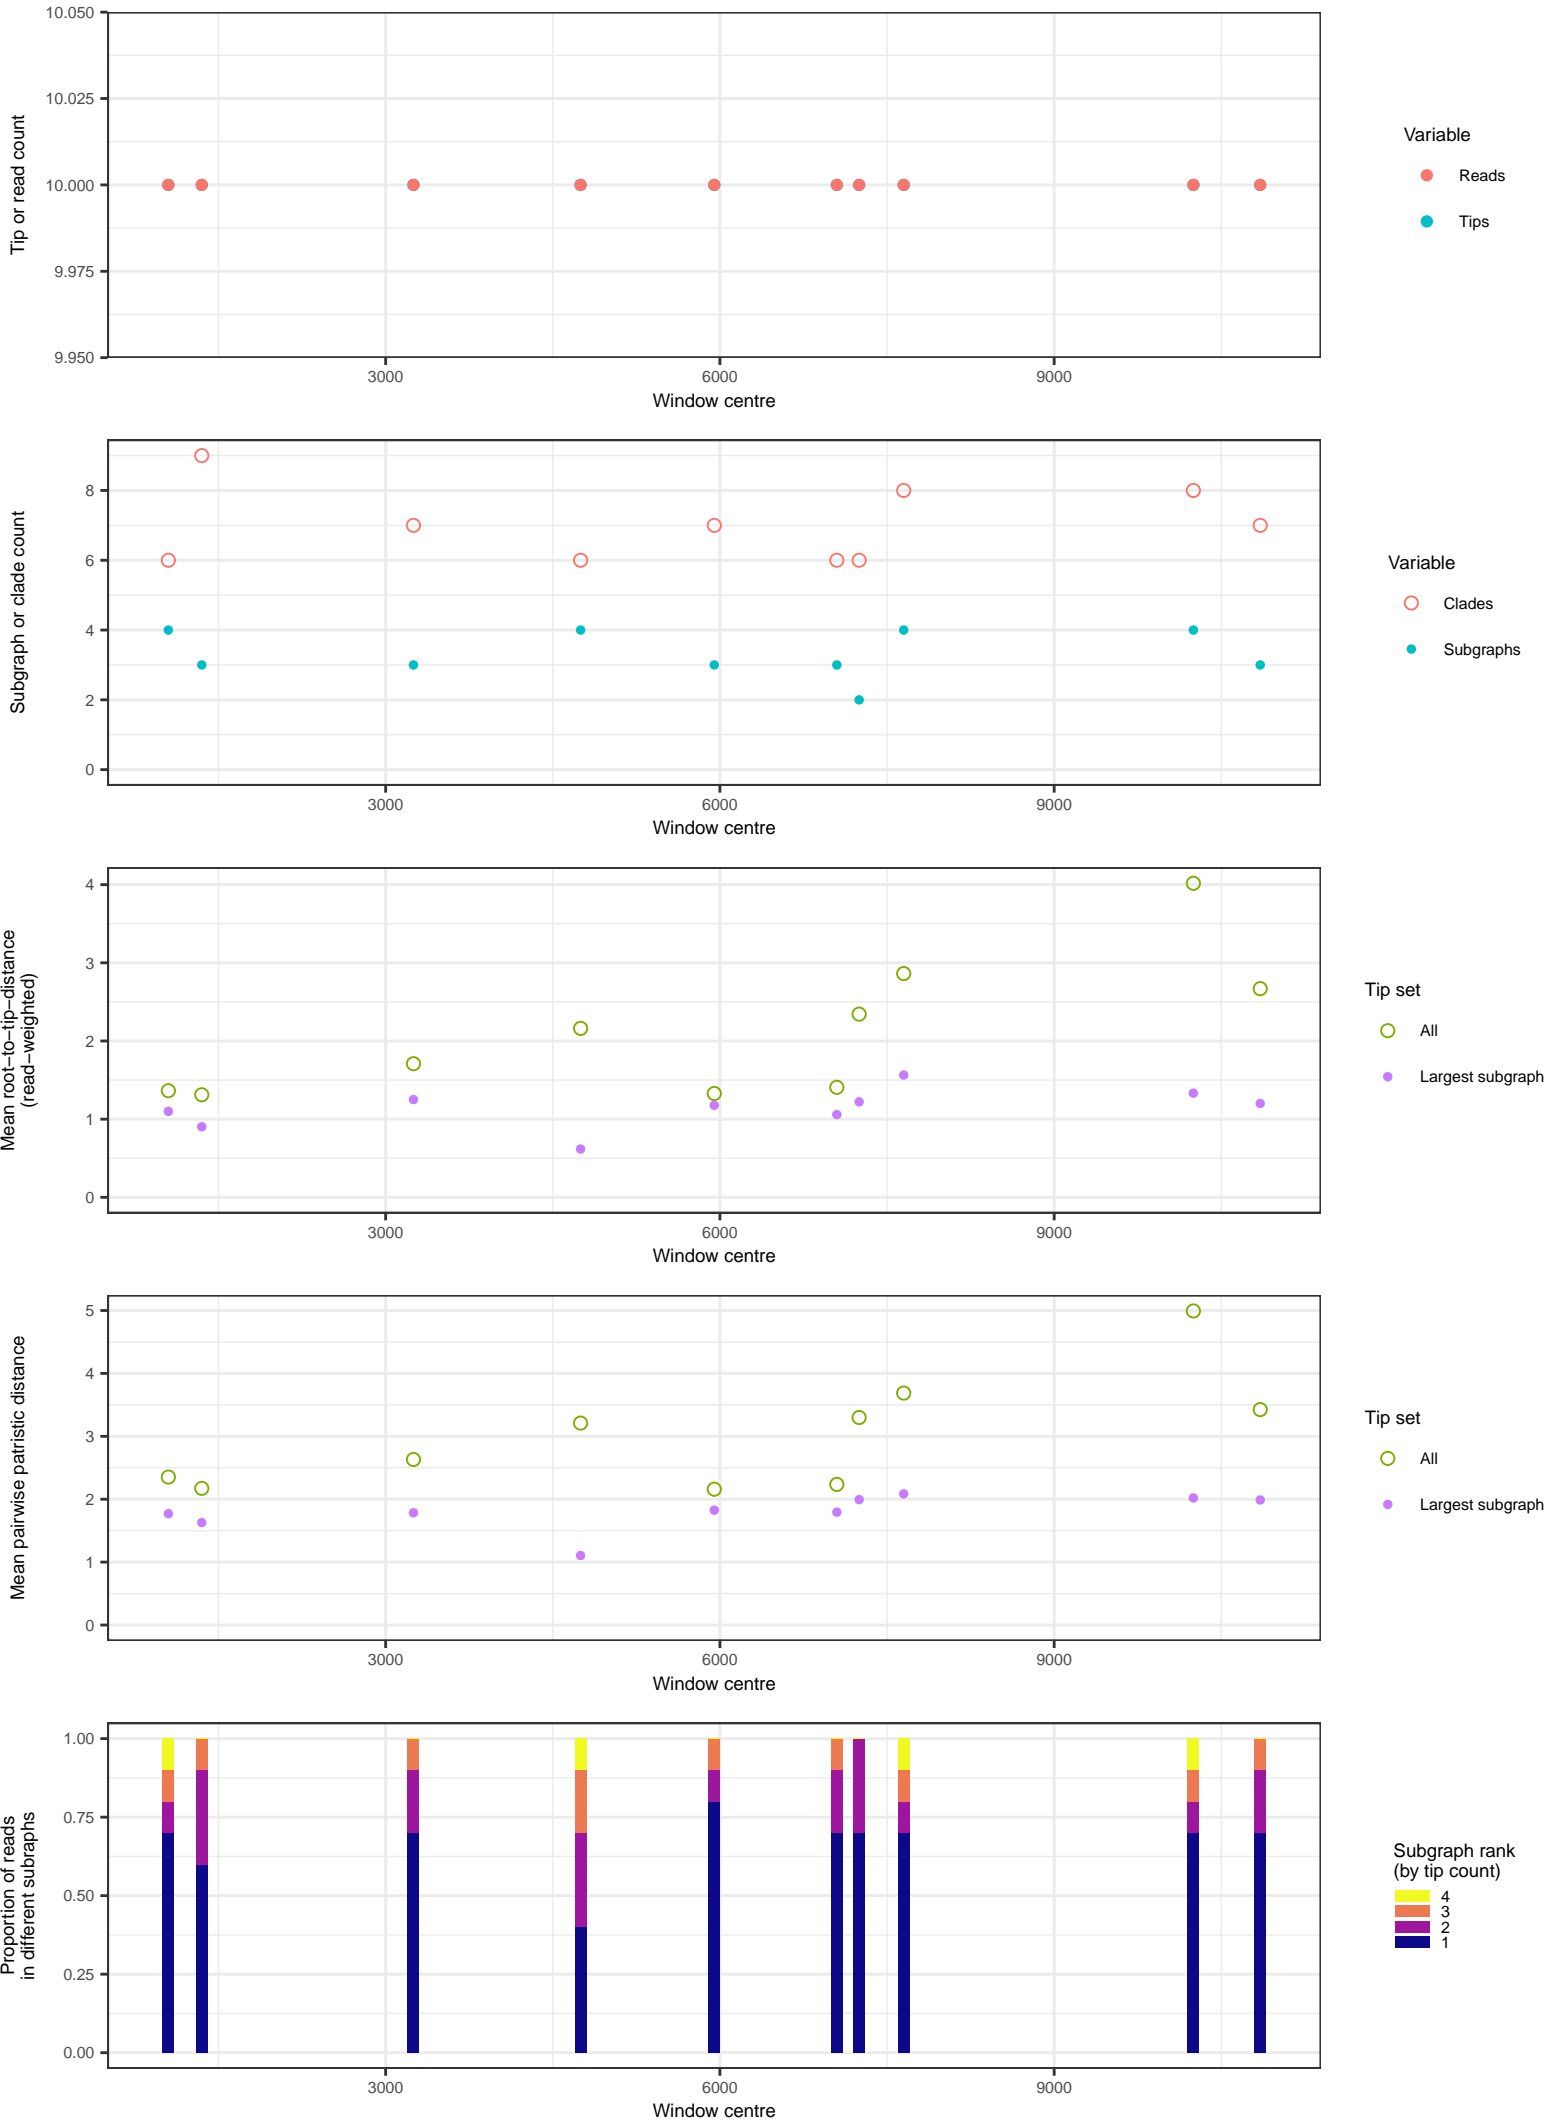 10.050
10.025
10.000
9.975
9.950
Tip or read count
3000
6000
9000
Window centre
Variable
Reads
Tips
8
6
4
2
0
Subgraph or clade count
3000
6000
9000
Window centre
Variable
Clades
Subgraphs
4
3
2
1
0
Mean root−to−tip−distance
(read−weighted)
3000
6000
9000
Window centre
Tip set
All
Largest subgraph
5
4
3
2
1
0
Mean pairwise patristic distance
3000
6000
9000
Window centre
Tip set
All
Largest subgraph
1.00
0.75
0.50
0.25
0.00
Proportion of reads
in different subraphs
3000
6000
9000
Window centre
Subgraph rank
(by tip count)
4
3
2
1